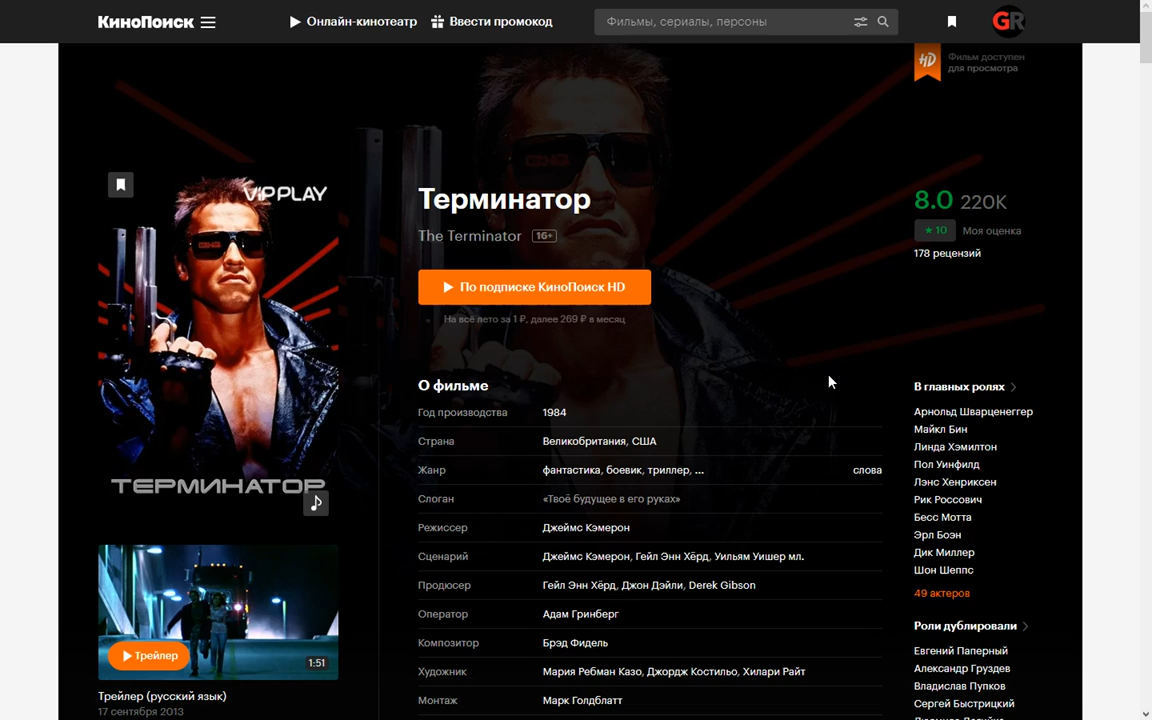 КиноПоиск
Онлайн-кинотеатр
Ввести промокод
Фильмы, сериалы, персоны
GR
HD
Фильм доступен
для просмотра
ViP PLAY
ТЕРМИНАТОР
Терминатор
The Terminator 16+
По подписке КиноПоиск HD
На всё лето за 1 ₽, далее 269 ₽ в месяц
8.0 220K
★ 10 Моя оценка
178 рецензий
О фильме
Год производства 1984
Страна Великобритания, США
Жанр фантастика, боевик, триллер, ... слова
Слоган «Твоё будущее в его руках»
Режиссер Джеймс Кэмерон
Сценарий Джеймс Кэмерон, Гейл Энн Хёрд, Уильям Уишер мл.
Продюсер Гейл Энн Хёрд, Джон Дэйли, Derek Gibson
Оператор Адам Гринберг
Композитор Брэд Фидель
Художник Мария Ребман Казо, Джордж Костильо, Хилари Райт
Монтаж Марк Голдблатт
В главных ролях
Арнольд Шварценеггер
Майкл Бин
Линда Хэмилтон
Пол Уинфилд
Лэнс Хенриксен
Рик Россович
Бесс Мотта
Эрл Боэн
Дик Миллер
Шон Шеппс
49 актеров
Роли дублировали
Евгений Паперный
Александр Груздев
Владислав Пупков
Сергей Быстрицкий
Трейлер
1:51
Трейлер (русский язык)
17 сентября 2013